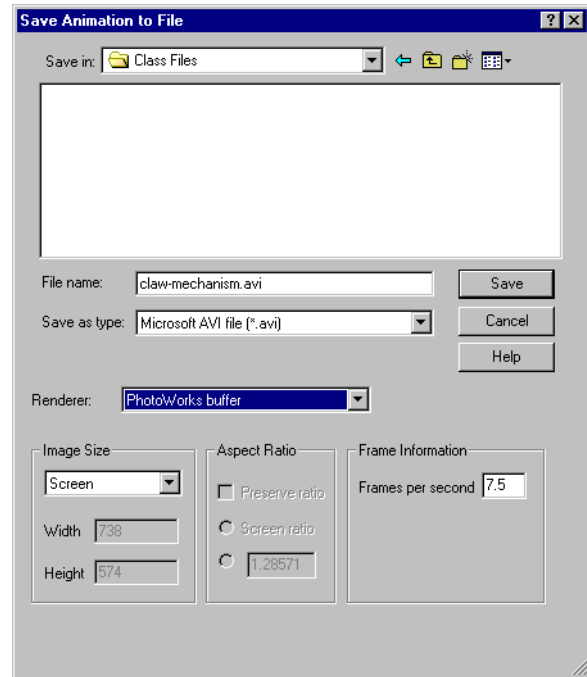 Save Animation to File
Save in: Class Files
File name: claw-mechanism.avi Save
Save as type: Microsoft AVI file (*.avi) Cancel
Help
Renderer: PhotoWorks buffer
Image Size Aspect Ratio Frame Information
Screen Preserve ratio Frames per second 7.5
Width 738 Screen ratio
Height 574 1.28571